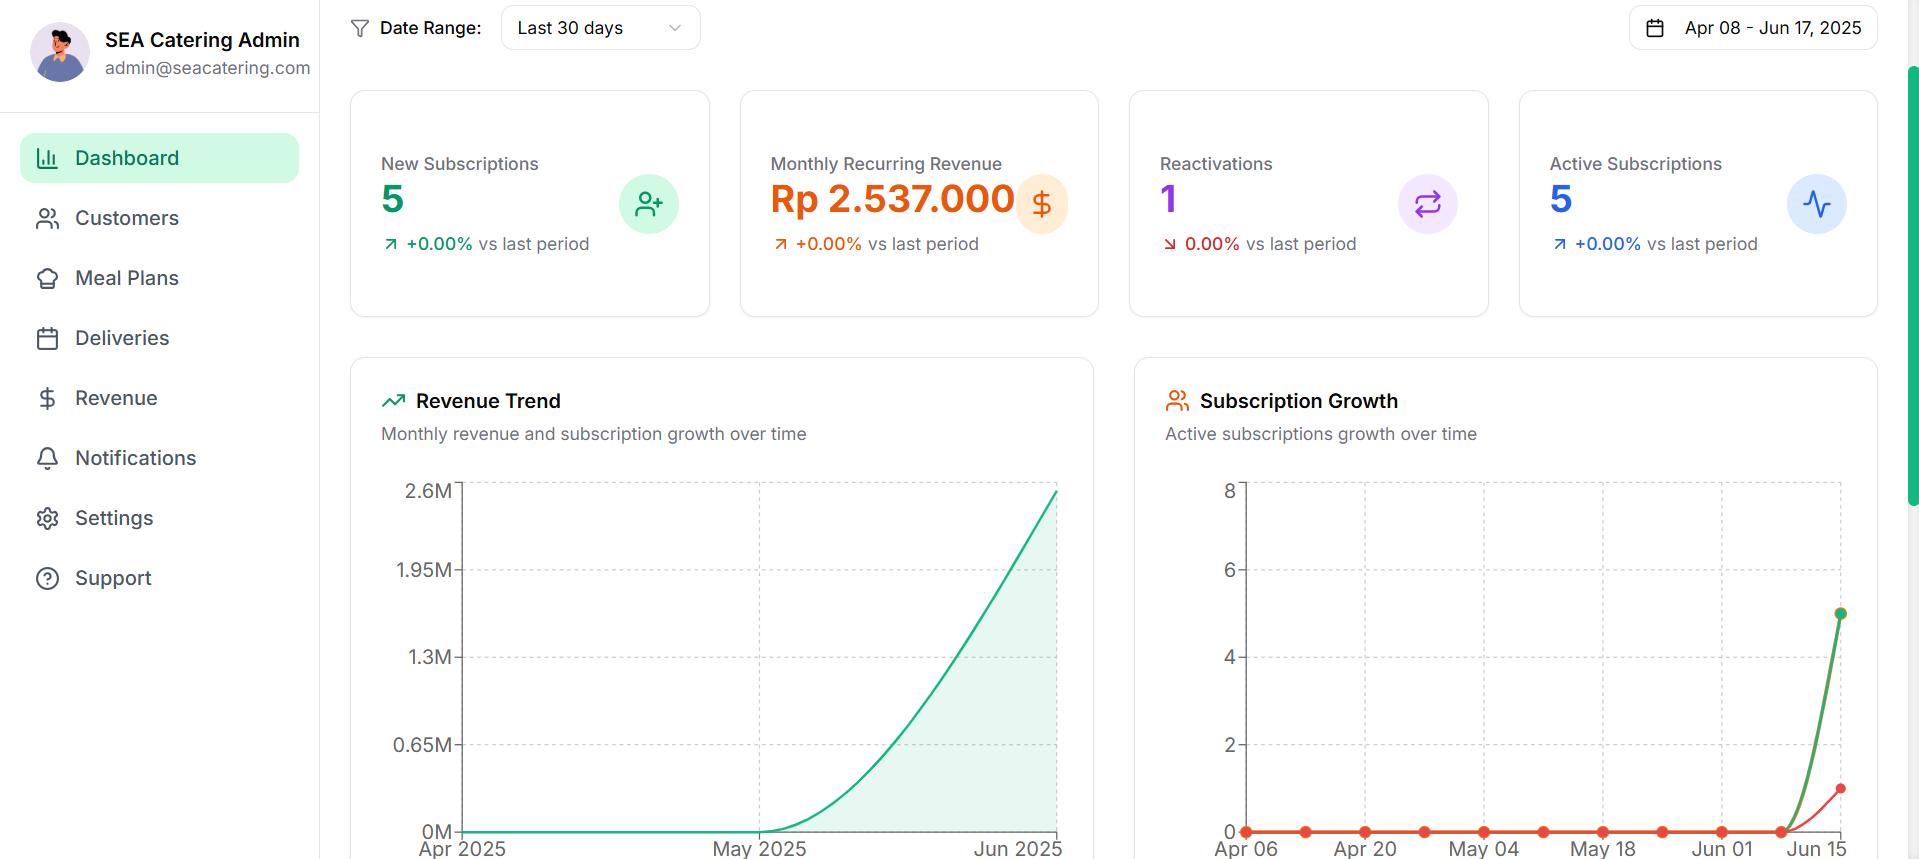 SEA Catering Admin
admin@seacatering.com
Dashboard
Customers
Meal Plans
Deliveries
Revenue
Notifications
Settings
Support
Date Range:
Last 30 days
Apr 08 - Jun 17, 2025
New Subscriptions
5
+0.00% vs last period
Monthly Recurring Revenue
Rp 2.537.000
$
+0.00% vs last period
Reactivations
1
0.00% vs last period
Active Subscriptions
5
+0.00% vs last period
Revenue Trend
Monthly revenue and subscription growth over time
2.6M
1.95M
1.3M
0.65M
0M
Apr 2025
May 2025
Jun 2025
Subscription Growth
Active subscriptions growth over time
8
6
4
2
0
Apr 06
Apr 20
May 04
May 18
Jun 01
Jun 15